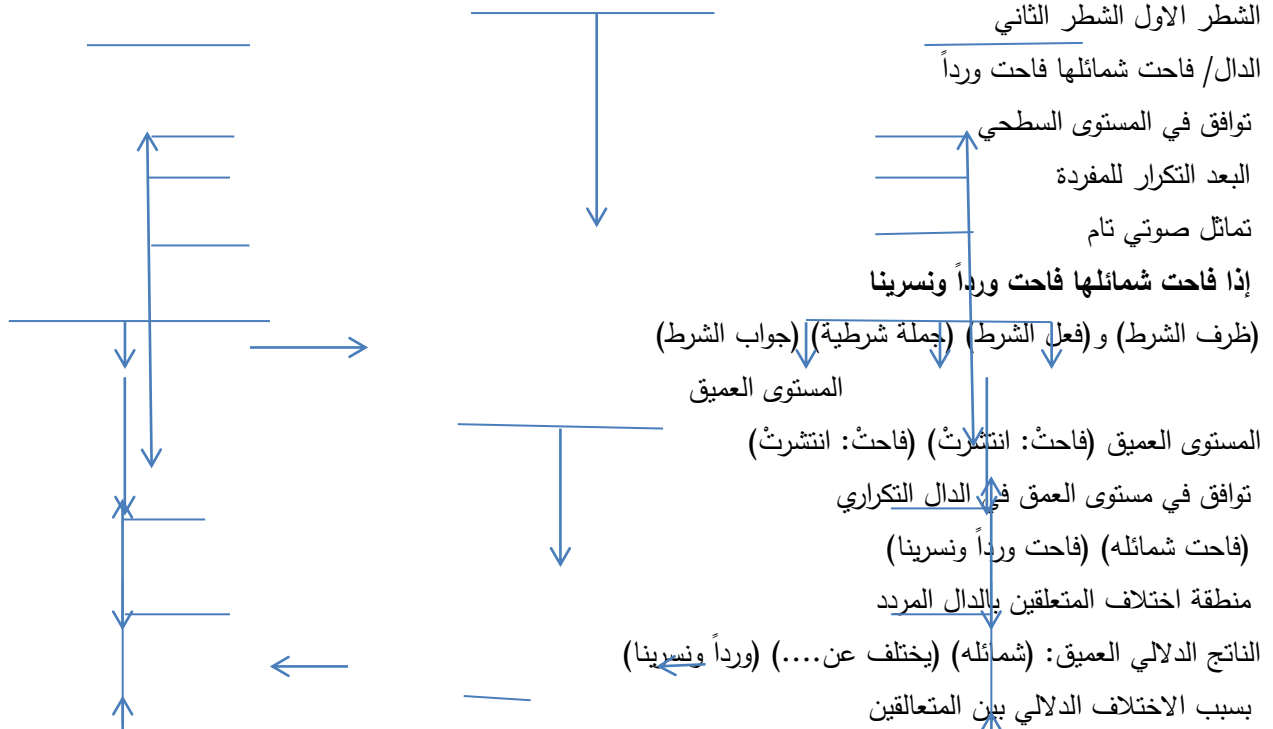 الشطر الاول الشطر الثاني
الدال/ فاحت شمائلها فاحت ورداً
توافق في المستوى السطحي
البعد التكرار للمفردة
تماثل صوتي تام
إذا فاحت شمائلها فاحت ورداً ونسرينا
(ظرف الشرط) و(فعل الشرط) (جملة شرطية) (جواب الشرط)
المستوى العميق
المستوى العميق (فاحتْ: انتشرتْ) (فاحتْ: انتشرتْ)
توافق في مستوى العمق في الدال التكراري
(فاحت شمائله) (فاحت ورداً ونسرينا)
منطقة اختلاف المتعلقين بالدال المردد
الناتج الدلالي العميق: (شمائله) (يختلف عن....) (ورداً ونسرينا)
بسبب الاختلاف الدلالي بين المتعالقين